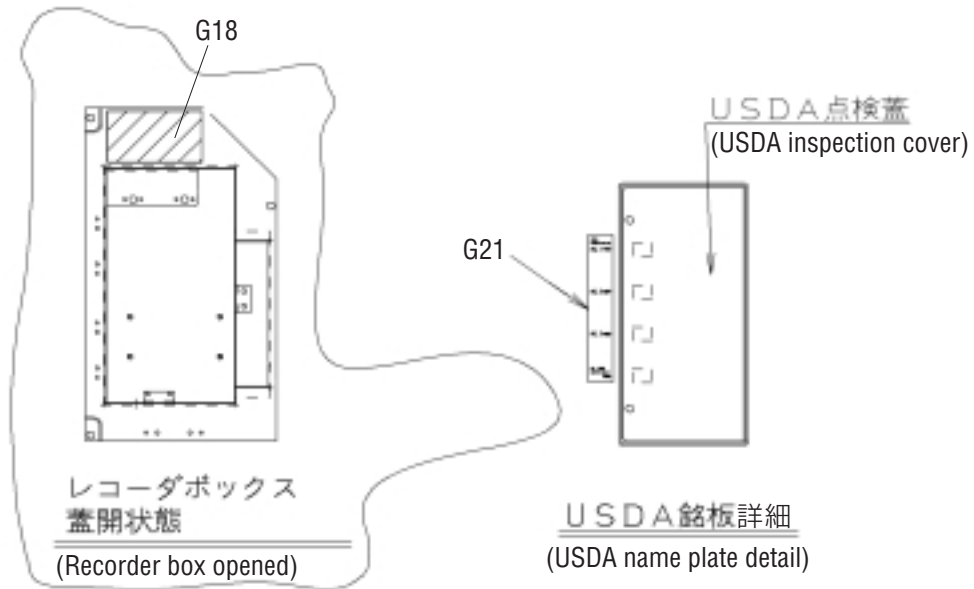 G18
レコーダボックス
蓋開状態
(Recorder box opened)
USDA点検蓋
(USDA inspection cover)
G21
USDA銘板詳細
(USDA name plate detail)